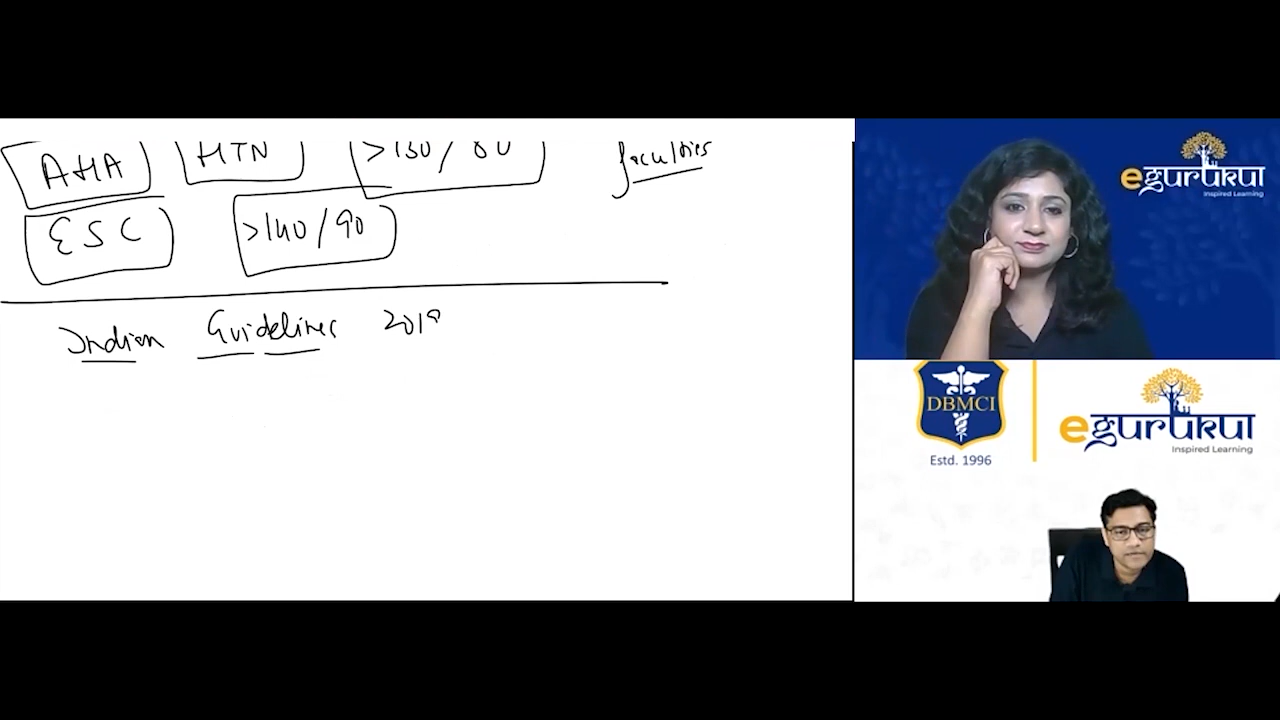 AHA HTN >130/80 faculties
ESC >140/90
Indian Guidelines 2019
egurukul
Inspired Learning
DBMCI
Estd. 1996
egurukul
Inspired Learning